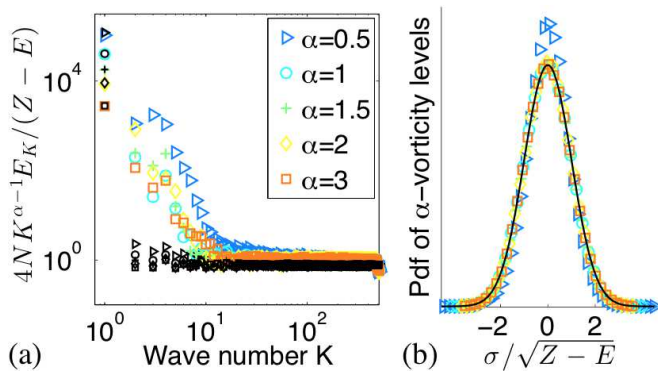 4NK^{α−1}E_K/(Z − E)
10^4
10^0
α=0.5
α=1
α=1.5
α=2
α=3
10^0 10^1 10^2
(a) Wave number K
Pdf of α−vorticity levels
−2 0 2
(b) σ/√(Z − E)